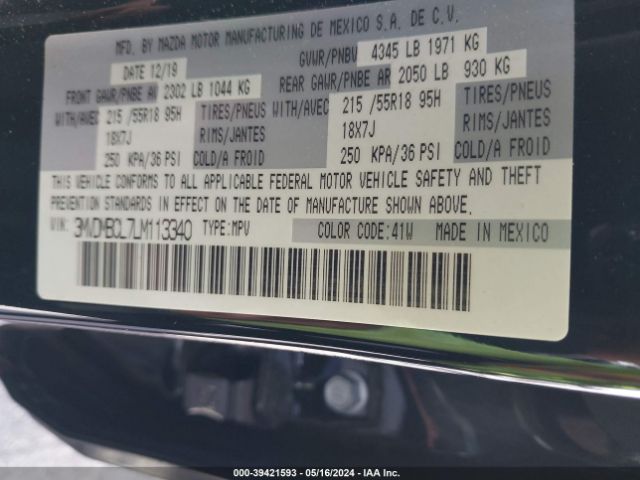 MFD. BY MAZDA MOTOR MANUFACTURING DE MEXICO S.A. DE C.V.
DATE 12/19 GVWR/PNBV 4345 LB 1971 KG
FRONT GAWR/PNBE AV 2302 LB 1044 KG REAR GAWR/PNBE AR 2050 LB 930 KG
WITH/AVEC 215 /55R18 95H TIRES/PNEUS WITH/AVEC 215 /55R18 95H TIRES/PNEUS
18X7J RIMS/JANTES 18X7J RIMS/JANTES
250 KPA/36 PSI COLD/A FROID 250 KPA/36 PSI COLD/A FROID
THIS VEHICLE CONFORMS TO ALL APPLICABLE FEDERAL MOTOR VEHICLE SAFETY AND THEFT
PREVENTION STANDARDS IN EFFECT ON THE DATE OF MANUFACTURE SHOWN ABOVE.
VIN: 3MVDMBCL7LM113340 TYPE: MPV COLOR CODE:41W MADE IN MEXICO
000-39421593 - 05/16/2024 - IAA Inc.